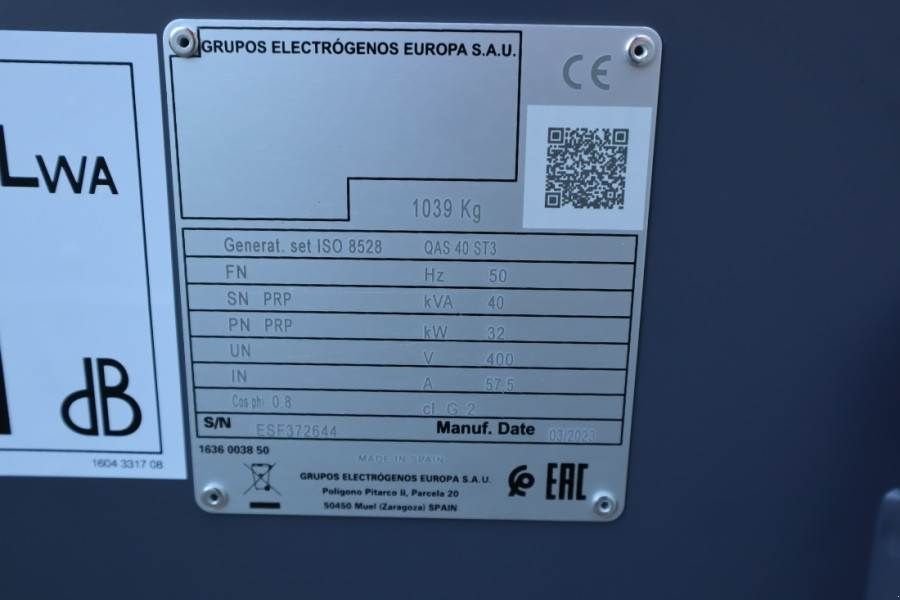 LWA
dB
1604 3317 08
GRUPOS ELECTRÓGENOS EUROPA S.A.U.
CE
1039 Kg
Generat. set ISO 8528 QAS 40 ST3
FN Hz 50
SN PRP kVA 40
PN PRP kW 32
UN V 400
IN A 57,5
Cos phi 0.8 cl. G-2
S/N ESF372644 Manuf. Date 03/2023
1636 0038 50
MADE IN SPAIN
GRUPOS ELECTRÓGENOS EUROPA S.A.U.
Polígono Pitarco II, Parcela 20
50450 Muel (Zaragoza) SPAIN
EAC